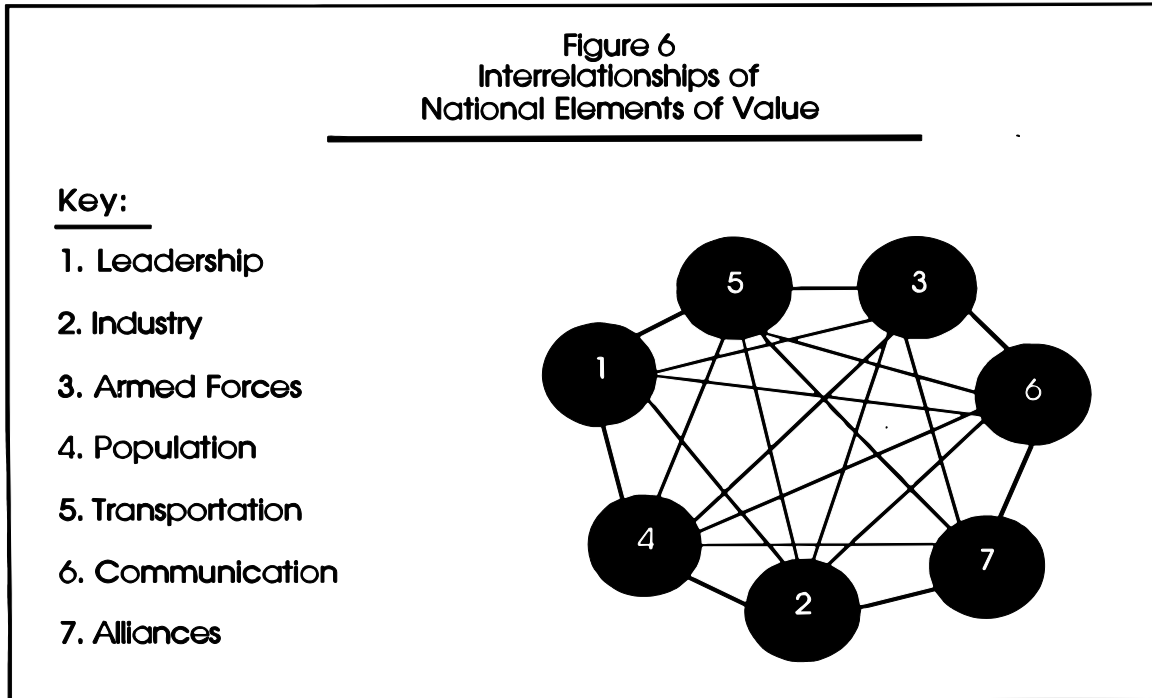 Figure 6
Interrelationships of
National Elements of Value
Key:
1. Leadership
2. Industry
3. Armed Forces
4. Population
5. Transportation
6. Communication
7. Alliances
5
3
1
6
4
7
2